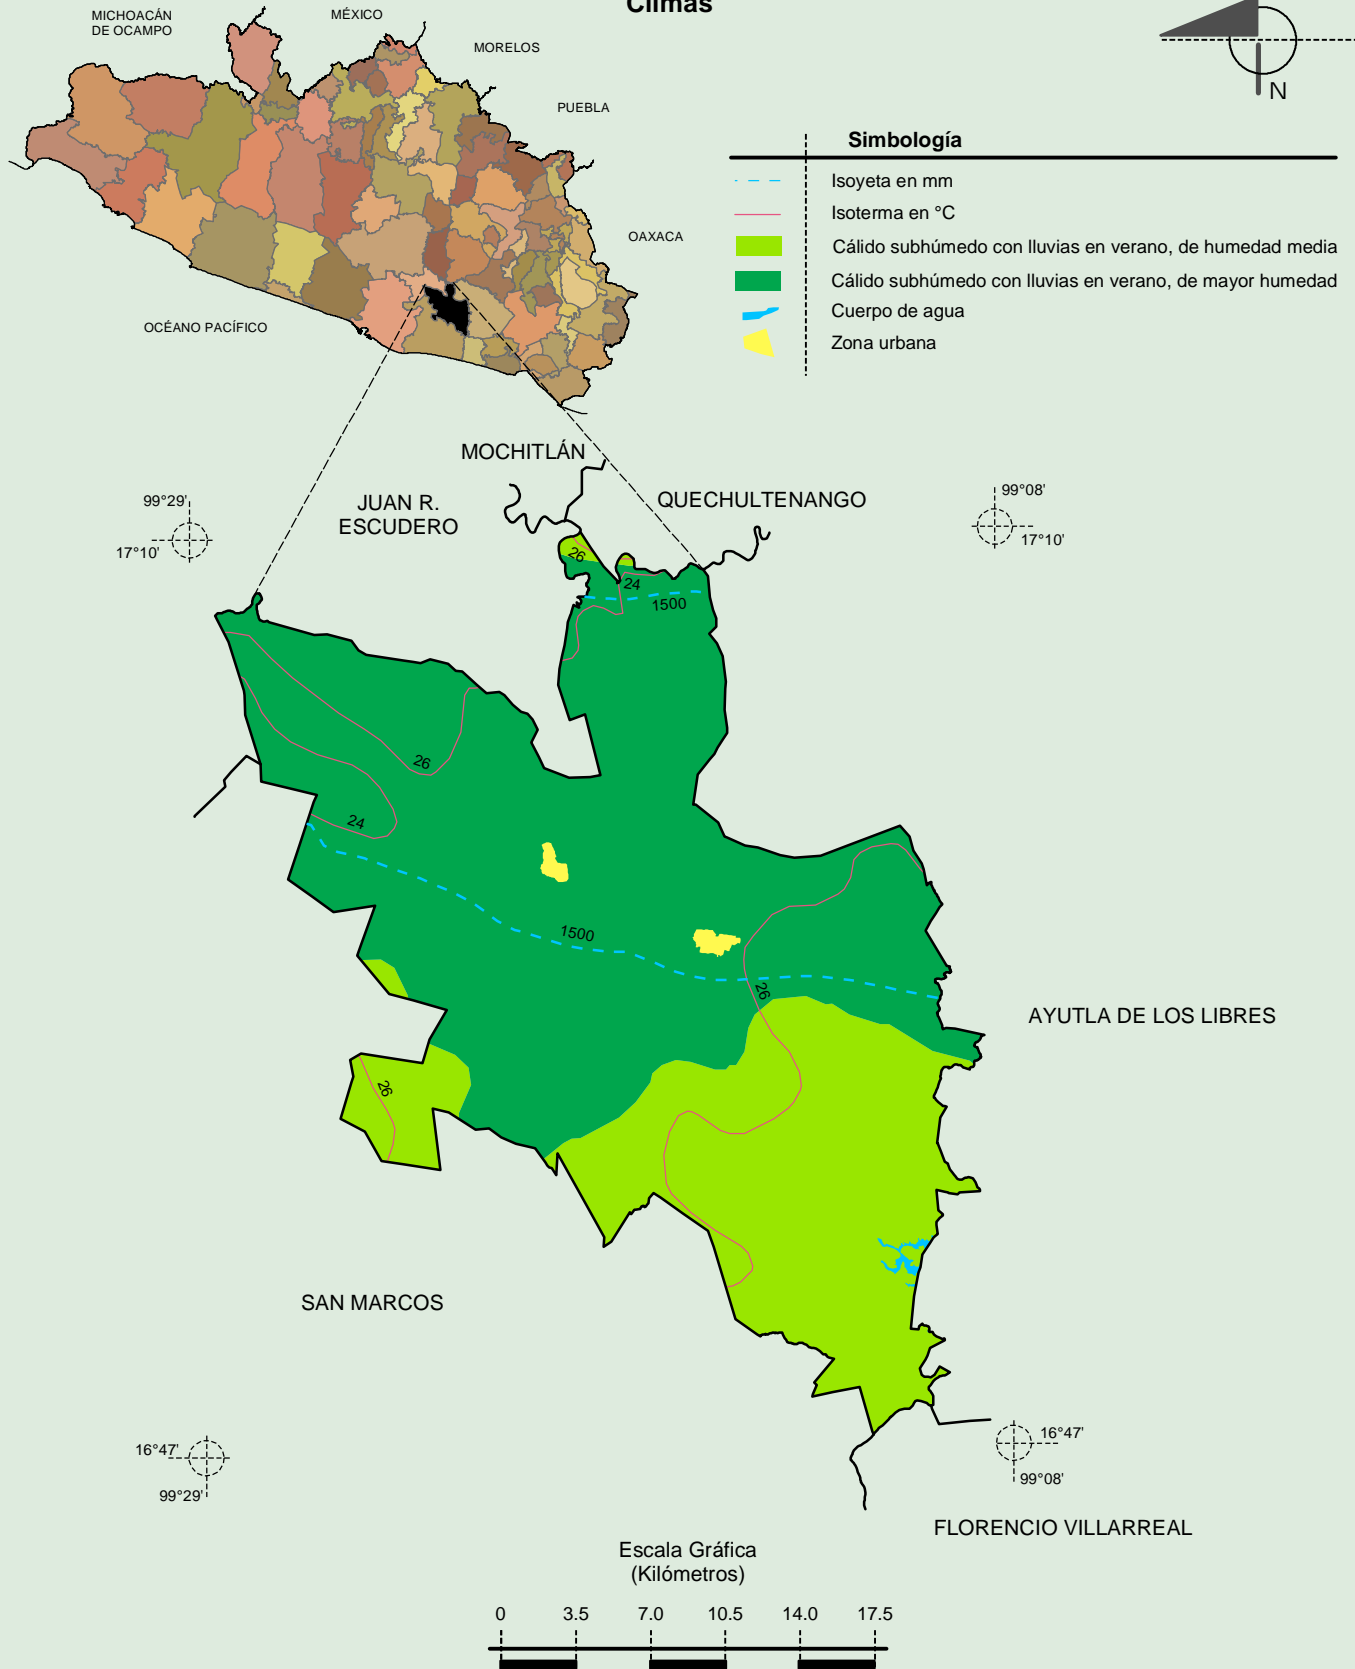 Climas
MICHOACÁN
DE OCAMPO
MÉXICO
MORELOS
PUEBLA
OAXACA
OCÉANO PACÍFICO
N
Simbología
Isoyeta en mm
Isoterma en °C
Cálido subhúmedo con lluvias en verano, de humedad media
Cálido subhúmedo con lluvias en verano, de mayor humedad
Cuerpo de agua
Zona urbana
MOCHITLÁN
JUAN R.
ESCUDERO
QUECHULTENANGO
99°29'
17°10'
99°08'
17°10'
26
24
1500
26
24
1500
26
26
AYUTLA DE LOS LIBRES
SAN MARCOS
16°47'
99°29'
16°47'
99°08'
FLORENCIO VILLARREAL
Escala Gráfica
(Kilómetros)
0 3.5 7.0 10.5 14.0 17.5